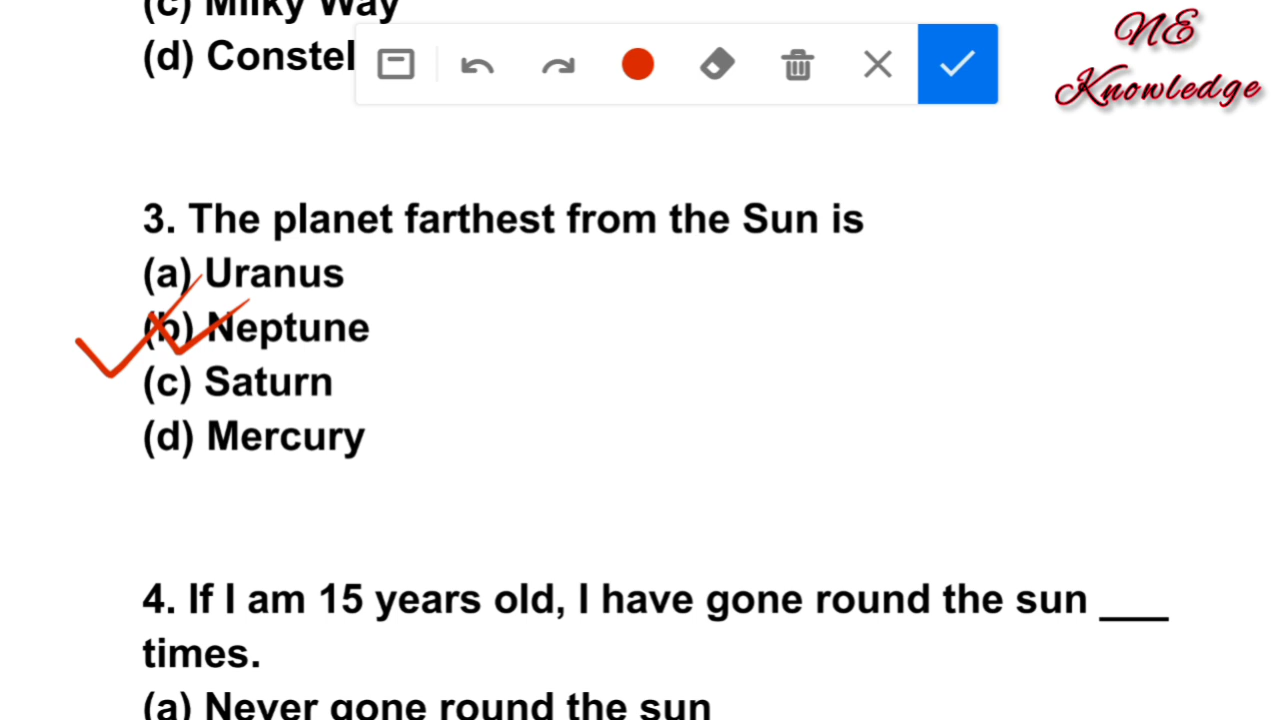 (c) Milky Way
(d) Constel
NE
Knowledge
3. The planet farthest from the Sun is
(a) Uranus
(b) Neptune
(c) Saturn
(d) Mercury
4. If I am 15 years old, I have gone round the sun ___
times.
(a) Never gone round the sun